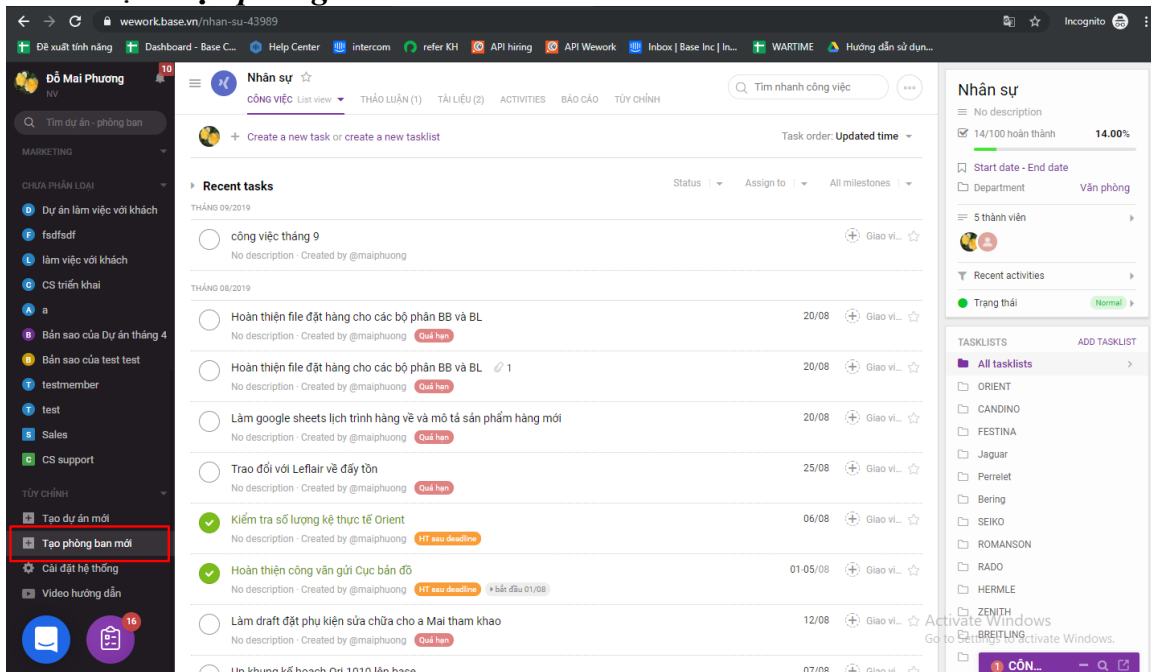 wework.base.vn/nhan-su-43989
Incognito
Đề xuất tính năng
Dashboard - Base C...
Help Center
intercom
refer KH
API hiring
API Wework
Inbox | Base Inc | In...
WARTIME
Hướng dẫn sử dụn...
Đỗ Mai Phương
NV
10
Tìm dự án - phòng ban
MARKETING
CHƯA PHÂN LOẠI
D Dự án làm việc với khách
F fsdfsdf
L làm việc với khách
C CS triển khai
A a
B Bản sao của Dự án tháng 4
B Bản sao của test test
T testmember
T test
S Sales
C CS support
TÙY CHỈNH
Tạo dự án mới
Tạo phòng ban mới
Cài đặt hệ thống
Video hướng dẫn
16
Nhân sự
CÔNG VIỆC List view
THẢO LUẬN (1)
TÀI LIỆU (2)
ACTIVITIES
BÁO CÁO
TÙY CHỈNH
Tìm nhanh công việc
+ Create a new task or create a new tasklist
Task order: Updated time
Recent tasks
Status
Assign to
All milestones
THÁNG 09/2019
công việc tháng 9
No description · Created by @maiphuong
Giao vi...
THÁNG 08/2019
Hoàn thiện file đặt hàng cho các bộ phân BB và BL
20/08 Giao vi...
No description · Created by @maiphuong Quá hạn
Hoàn thiện file đặt hàng cho các bộ phân BB và BL 1
20/08 Giao vi...
No description · Created by @maiphuong Quá hạn
Làm google sheets lịch trình hàng về và mô tả sản phẩm hàng mới
20/08 Giao vi...
No description · Created by @maiphuong Quá hạn
Trao đổi với Leflair về đấy tồn
25/08 Giao vi...
No description · Created by @maiphuong Quá hạn
Kiểm tra số lượng kệ thực tế Orient
06/08 Giao vi...
No description · Created by @maiphuong HT sau deadline
Hoàn thiện công văn gửi Cục bản đồ
01-05/08 Giao vi...
No description · Created by @maiphuong HT sau deadline bắt đầu 01/08
Làm draft đặt phụ kiện sửa chữa cho a Mai tham khao
12/08 Giao vi...
No description · Created by @maiphuong
07/08 Giao vi...
Nhân sự
No description
14/100 hoàn thành 14.00%
Start date - End date
Department Văn phòng
5 thành viên
Recent activities
Trạng thái Normal
TASKLISTS ADD TASKLIST
All tasklists
ORIENT
CANDINO
FESTINA
Jaguar
Perrelet
Bering
SEIKO
ROMANSON
RADO
HERMLE
ZENITH
BREITLING
Activate Windows
Go to Settings to activate Windows.
1 CÔN...